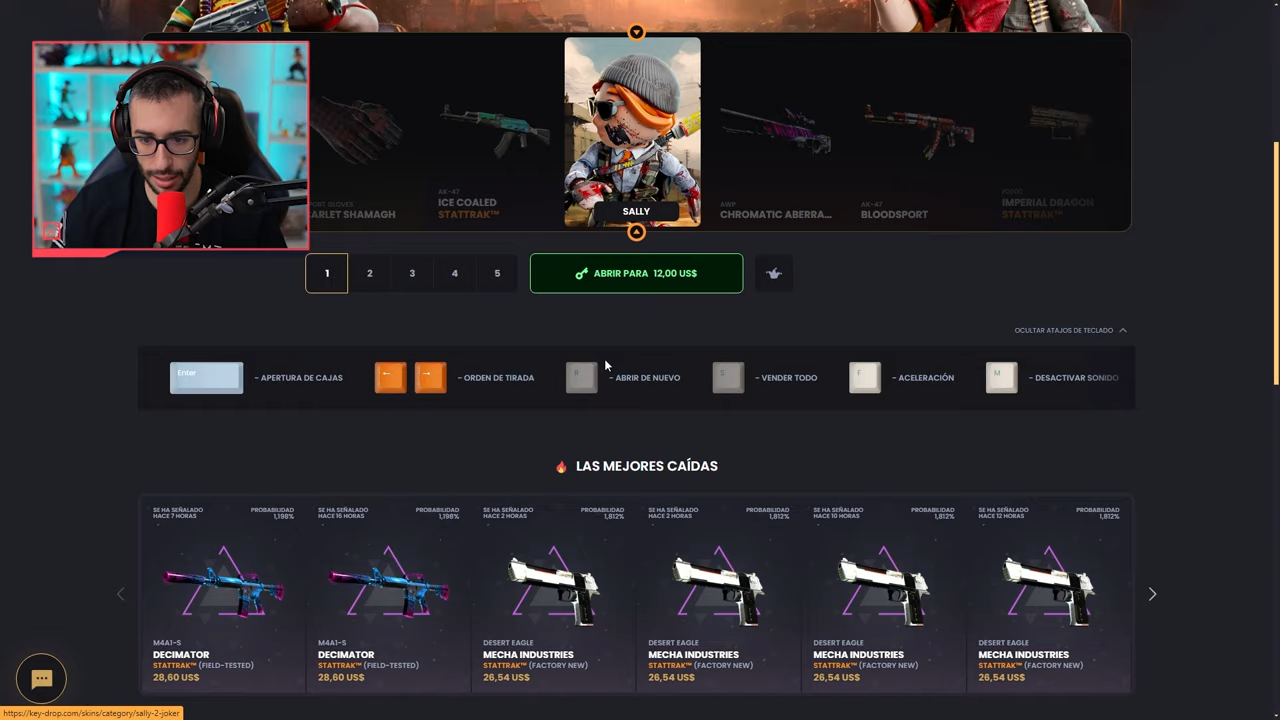 ARLET SHAMAGH
AK-47
ICE COALED
STATTRAK™
SALLY
AWP
CHROMATIC ABERRA...
AK-47
BLOODSPORT
IMPERIAL DRAGON
STATTRAK™
1
2
3
4
5
ABRIR PARA 12,00 US$
OCULTAR ATAJOS DE TECLADO
Enter
- APERTURA DE CAJAS
← →
- ORDEN DE TIRADA
R
- ABRIR DE NUEVO
S
- VENDER TODO
F
- ACELERACIÓN
M
- DESACTIVAR SONIDO
LAS MEJORES CAÍDAS
SE HA SEÑALADO
HACE 7 HORAS
PROBABILIDAD
1,198%
M4A1-S
DECIMATOR
STATTRAK™ (FIELD-TESTED)
28,60 US$
SE HA SEÑALADO
HACE 16 HORAS
PROBABILIDAD
1,198%
M4A1-S
DECIMATOR
STATTRAK™ (FIELD-TESTED)
28,60 US$
SE HA SEÑALADO
HACE 2 HORAS
PROBABILIDAD
1,812%
DESERT EAGLE
MECHA INDUSTRIES
STATTRAK™ (FACTORY NEW)
26,54 US$
SE HA SEÑALADO
HACE 2 HORAS
PROBABILIDAD
1,812%
DESERT EAGLE
MECHA INDUSTRIES
STATTRAK™ (FACTORY NEW)
26,54 US$
SE HA SEÑALADO
HACE 10 HORAS
PROBABILIDAD
1,812%
DESERT EAGLE
MECHA INDUSTRIES
STATTRAK™ (FACTORY NEW)
26,54 US$
SE HA SEÑALADO
HACE 12 HORAS
PROBABILIDAD
1,812%
DESERT EAGLE
MECHA INDUSTRIES
STATTRAK™ (FACTORY NEW)
26,54 US$
https://key-drop.com/skins/category/sally-2-joker